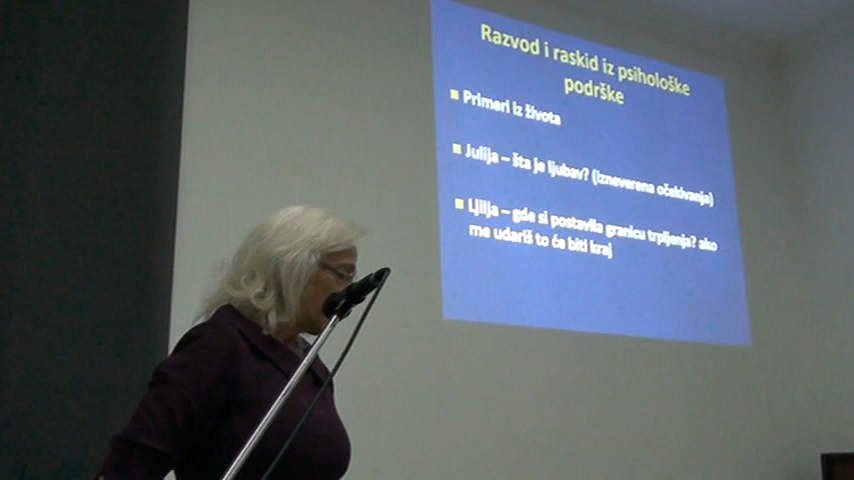 Razvod i raskid iz psihološke
podrške
Primeri iz života
Julija – šta je ljubav? (izneverena očekivanja)
Ljilja – gde si postavila granicu trpljenja? ako
me udariš to će biti kraj